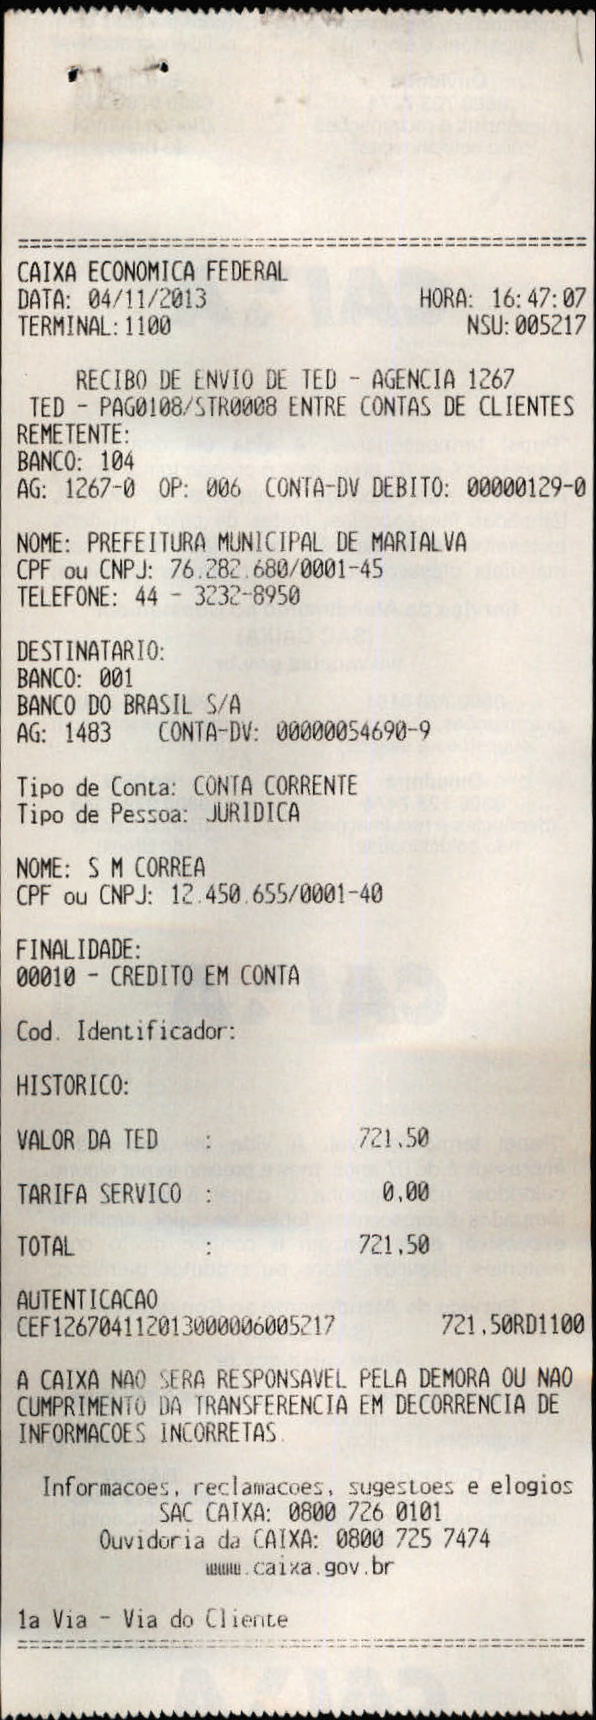 CAIXA ECONOMICA FEDERAL
DATA: 04/11/2013 HORA: 16:47:07
TERMINAL:1100 NSU:005217
RECIBO DE ENVIO DE TED - AGENCIA 1267
TED - PAG0108/STR0008 ENTRE CONTAS DE CLIENTES
REMETENTE:
BANCO: 104
AG: 1267-0 OP: 006 CONTA-DV DEBITO: 00000129-0
NOME: PREFEITURA MUNICIPAL DE MARIALVA
CPF ou CNPJ: 76.282.680/0001-45
TELEFONE: 44 - 3232-8950
DESTINATARIO:
BANCO: 001
BANCO DO BRASIL S/A
AG: 1483 CONTA-DV: 00000054690-9
Tipo de Conta: CONTA CORRENTE
Tipo de Pessoa: JURIDICA
NOME: S M CORREA
CPF ou CNPJ: 12.450.655/0001-40
FINALIDADE:
00010 - CREDITO EM CONTA
Cod. Identificador:
HISTORICO:
VALOR DA TED : 721,50
TARIFA SERVICO : 0,00
TOTAL : 721,50
AUTENTICACAO
CEF126704112013000006005217 721,50RD1100
A CAIXA NAO SERA RESPONSAVEL PELA DEMORA OU NAO
CUMPRIMENTO DA TRANSFERENCIA EM DECORRENCIA DE
INFORMACOES INCORRETAS.
Informacoes, reclamacoes, sugestoes e elogios
SAC CAIXA: 0800 726 0101
Ouvidoria da CAIXA: 0800 725 7474
www.caixa.gov.br
1a Via - Via do Cliente